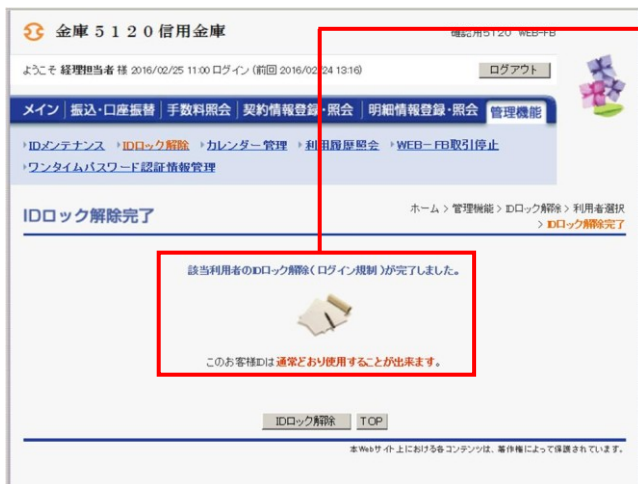 金庫５１２０信用金庫
確認用5120 WEB-FB
ようこそ 経理担当者 様 2016/02/25 11:00 ログイン (前回 2016/02/24 13:16)
ログアウト
メイン 振込・口座振替 手数料照会 契約情報登録・照会 明細情報登録・照会 管理機能
IDメンテナンス IDロック解除 カレンダー管理 利用履歴照会 WEB－FB取引停止
ワンタイムパスワード認証情報管理
IDロック解除完了
ホーム > 管理機能 > IDロック解除 > 利用者選択
> IDロック解除完了
該当利用者のIDロック解除(ログイン規制)が完了しました。
このお客様IDは通常どおり使用することが出来ます。
IDロック解除 TOP
本Webサイト上における各コンテンツは、著作権によって保護されています。